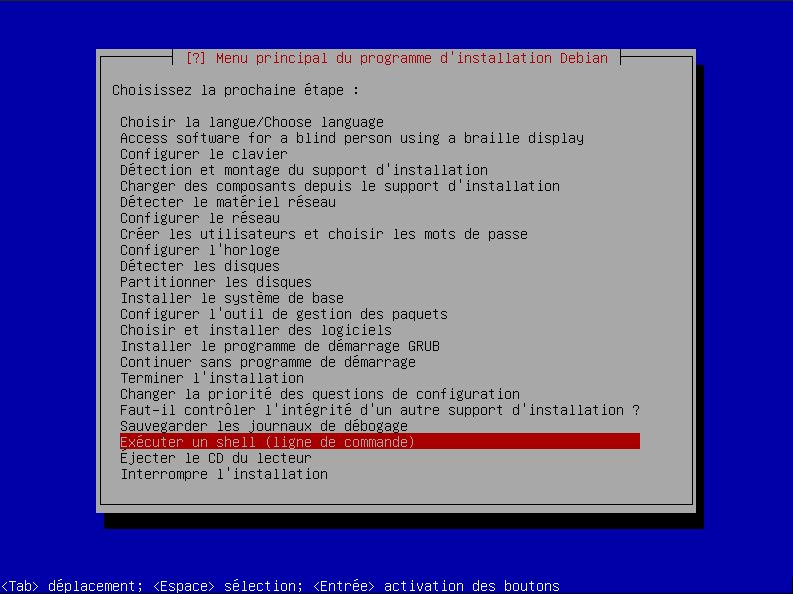 [?] Menu principal du programme d'installation Debian
Choisissez la prochaine étape :
Choisir la langue/Choose language
Access software for a blind person using a braille display
Configurer le clavier
Détection et montage du support d'installation
Charger des composants depuis le support d'installation
Détecter le matériel réseau
Configurer le réseau
Créer les utilisateurs et choisir les mots de passe
Configurer l'horloge
Détecter les disques
Partitionner les disques
Installer le système de base
Configurer l'outil de gestion des paquets
Choisir et installer des logiciels
Installer le programme de démarrage GRUB
Continuer sans programme de démarrage
Terminer l'installation
Changer la priorité des questions de configuration
Faut-il contrôler l'intégrité d'un autre support d'installation ?
Sauvegarder les journaux de débogage
Exécuter un shell (ligne de commande)
Éjecter le CD du lecteur
Interrompre l'installation
<Tab> déplacement; <Espace> sélection; <Entrée> activation des boutons